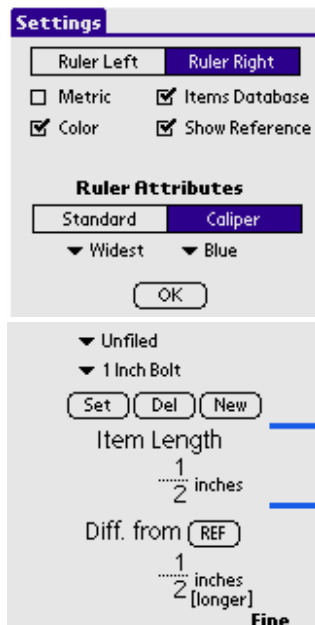 Settings
Ruler Left Ruler Right
Metric Items Database
Color Show Reference
Ruler Attributes
Standard Caliper
Widest Blue
OK
Unfiled
1 Inch Bolt
Set Del New
Item Length
1
2 inches
Diff. from REF
1
2 inches
[longer]
Fine